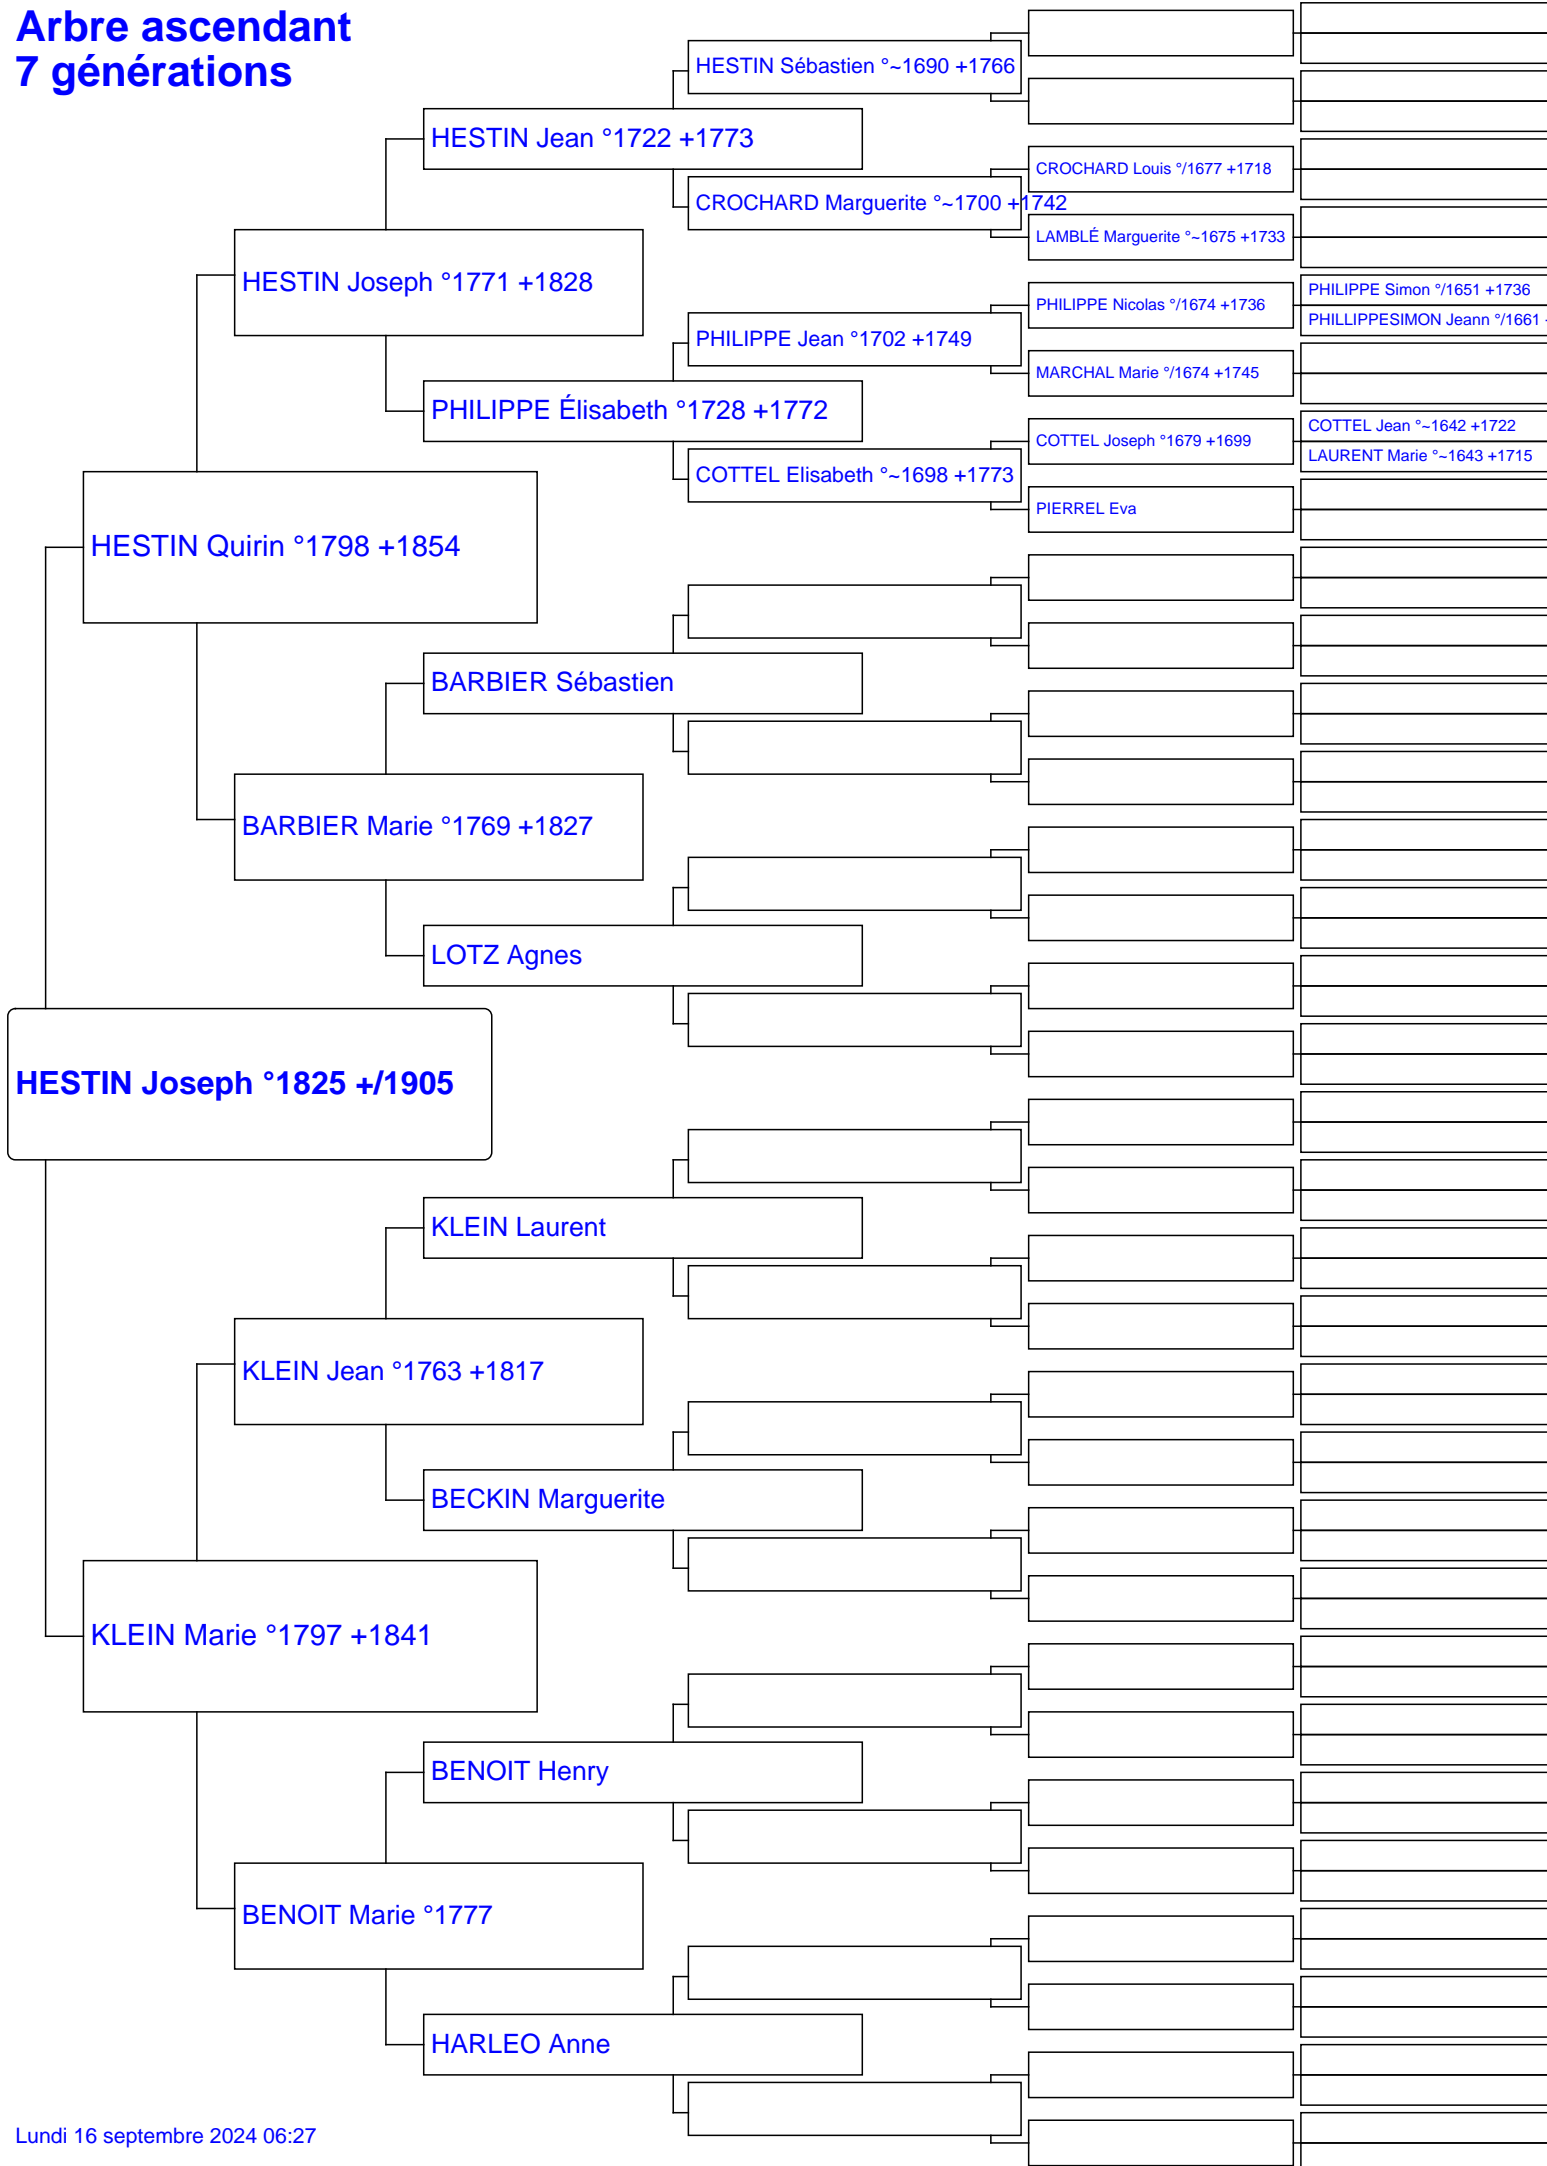 Arbre ascendant
7 générations
HESTIN Sébastien °~1690 +1766
HESTIN Jean °1722 +1773
CROCHARD Louis °/1677 +1718
CROCHARD Marguerite °~1700 +1742
LAMBLÉ Marguerite °~1675 +1733
HESTIN Joseph °1771 +1828
PHILIPPE Simon °/1651 +1736
PHILIPPE Nicolas °/1674 +1736
PHILLIPPESIMON Jeann °/1661
PHILIPPE Jean °1702 +1749
MARCHAL Marie °/1674 +1745
PHILIPPE Élisabeth °1728 +1772
COTTEL Jean °~1642 +1722
COTTEL Joseph °1679 +1699
LAURENT Marie °~1643 +1715
COTTEL Elisabeth °~1698 +1773
PIERREL Eva
HESTIN Quirin °1798 +1854
BARBIER Sébastien
BARBIER Marie °1769 +1827
LOTZ Agnes
HESTIN Joseph °1825 +/1905
KLEIN Laurent
KLEIN Jean °1763 +1817
BECKIN Marguerite
KLEIN Marie °1797 +1841
BENOIT Henry
BENOIT Marie °1777
HARLEO Anne
Lundi 16 septembre 2024 06:27